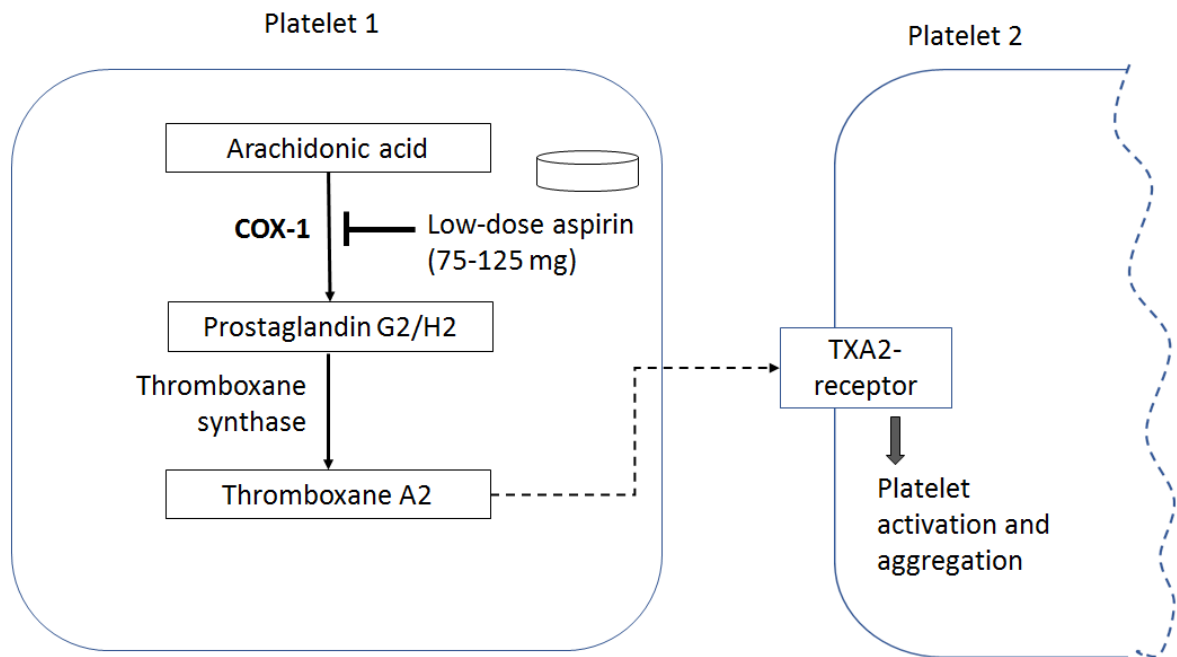 Platelet 1
Arachidonic acid
COX-1
Low-dose aspirin
(75-125 mg)
Prostaglandin G2/H2
Thromboxane
synthase
Thromboxane A2
Platelet 2
TXA2-
receptor
Platelet
activation and
aggregation